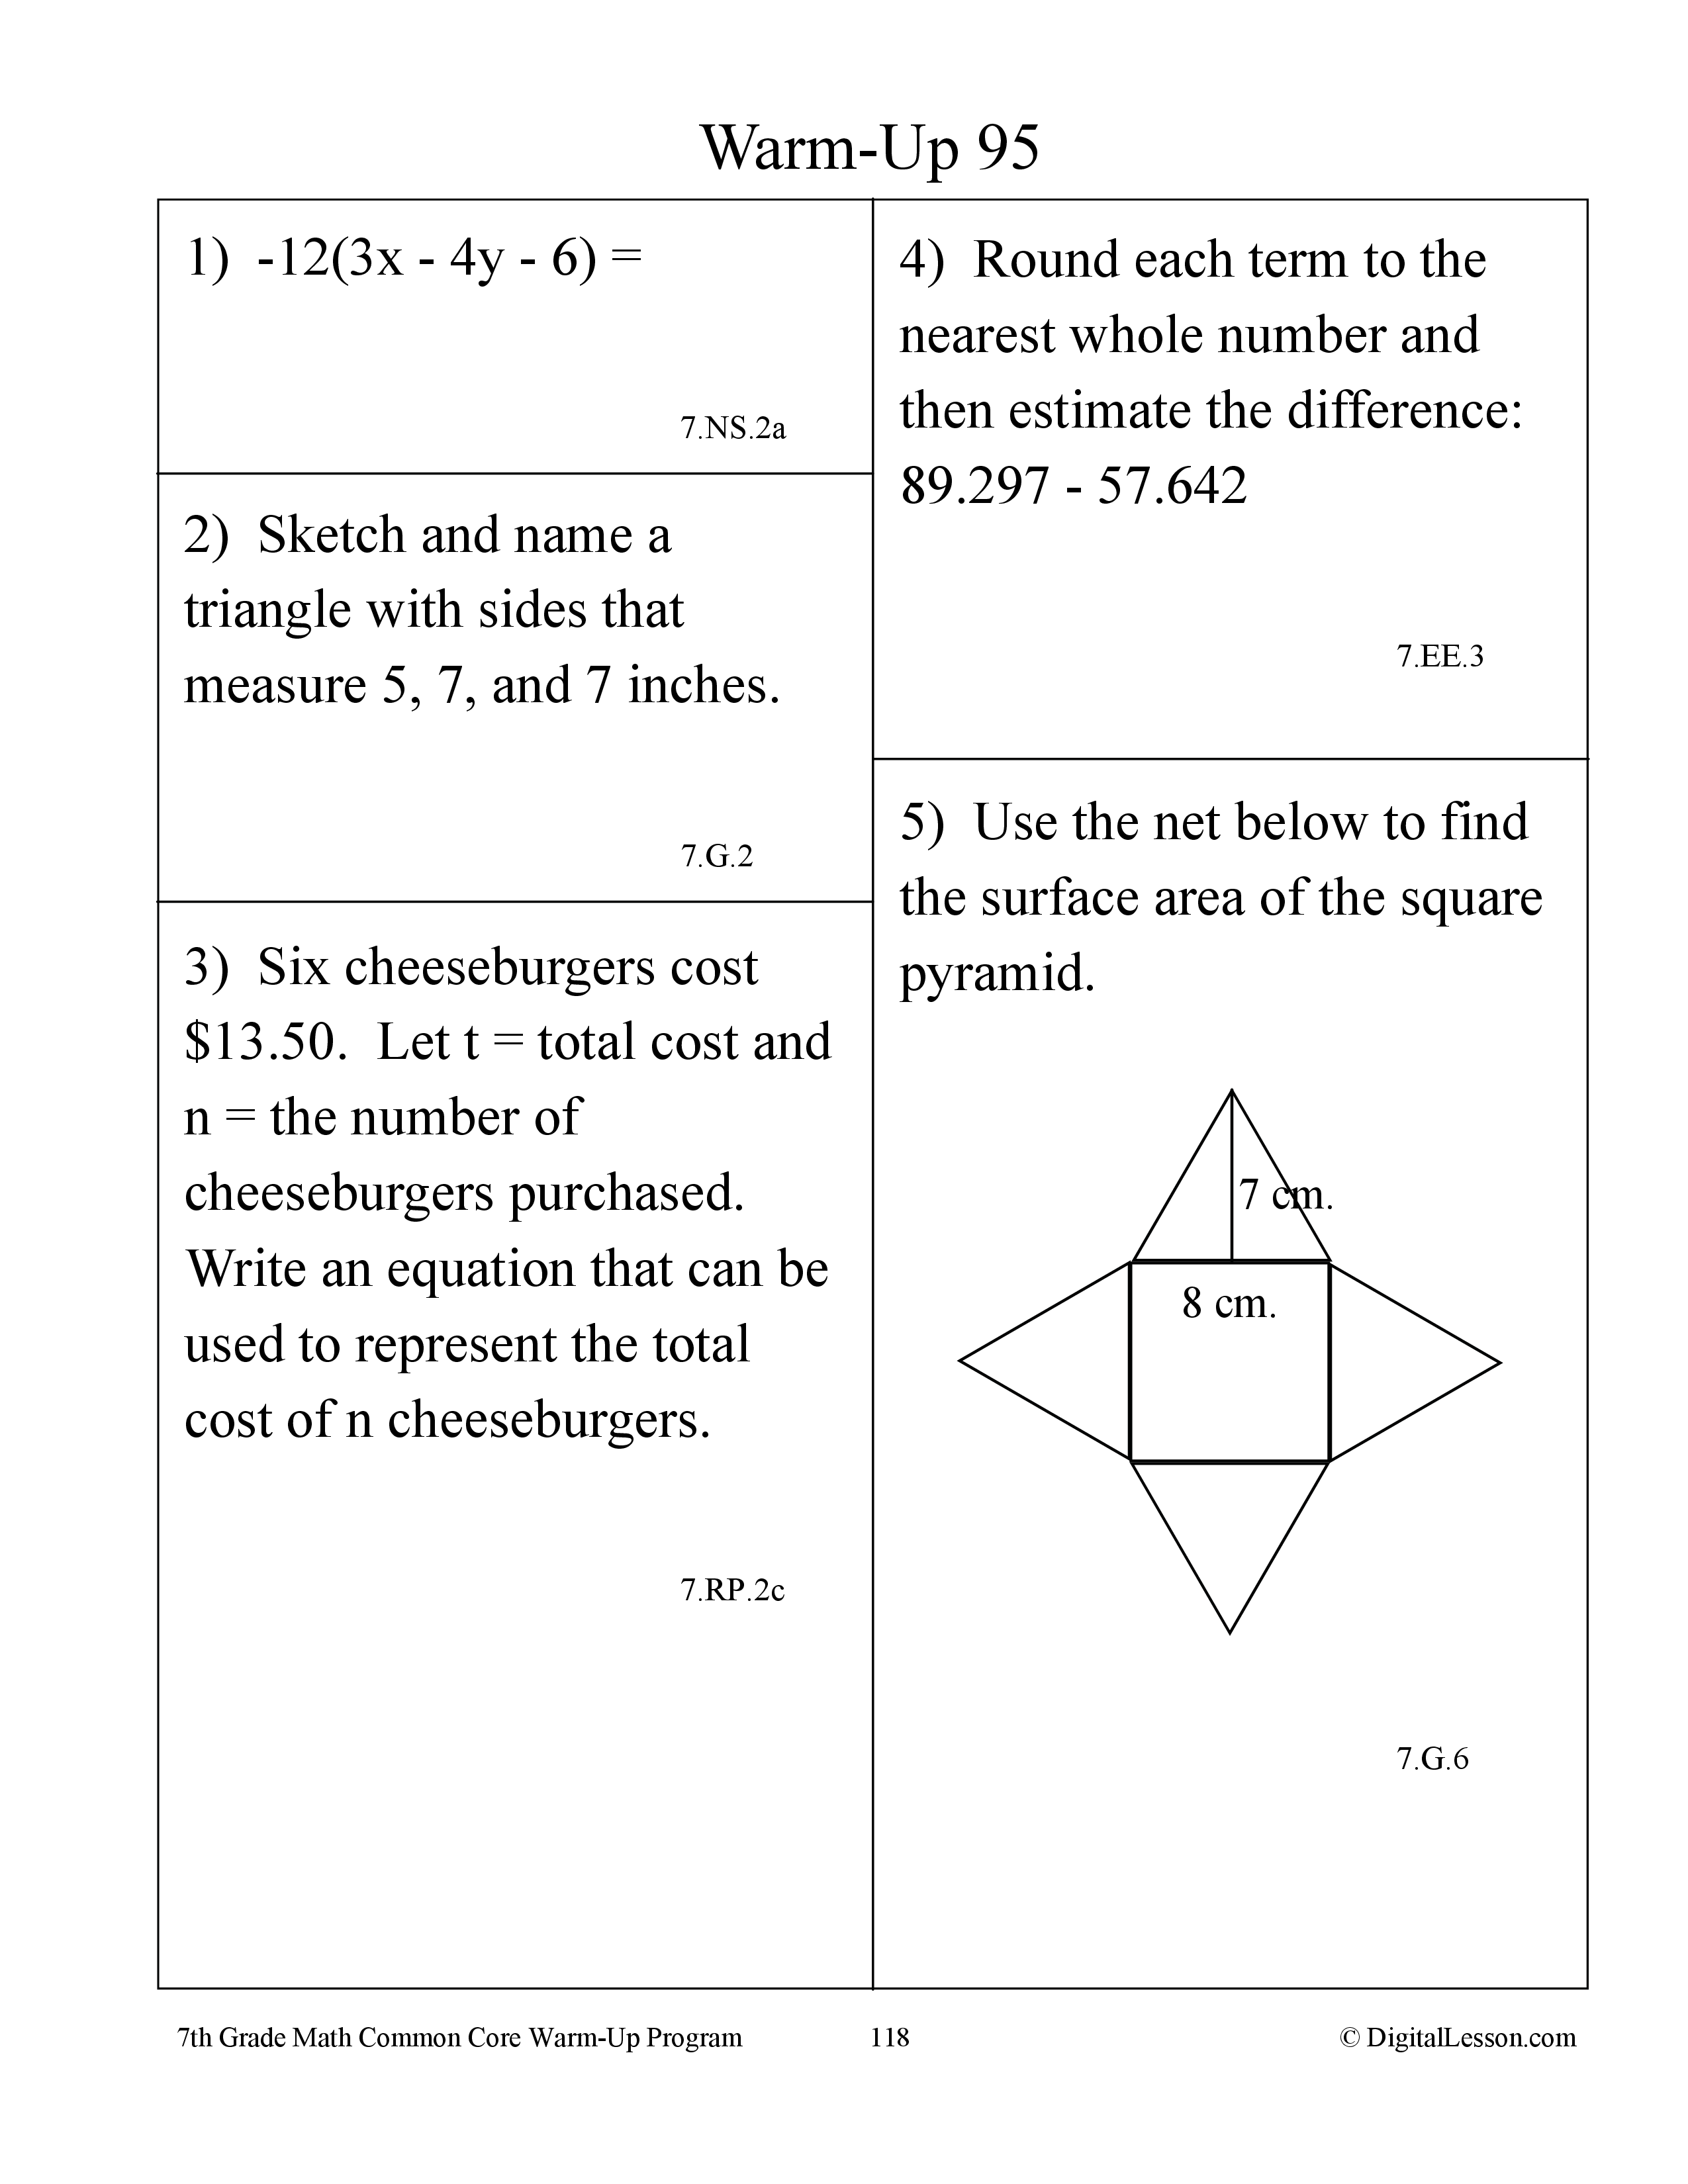 Warm-Up 95
1)  -12(3x - 4y - 6) =
7.NS.2a
2)  Sketch and name a
triangle with sides that
measure 5, 7, and 7 inches.
7.G.2
3)  Six cheeseburgers cost
$13.50.  Let t = total cost and
n = the number of
cheeseburgers purchased.
Write an equation that can be
used to represent the total
cost of n cheeseburgers.
7.RP.2c
4)  Round each term to the
nearest whole number and
then estimate the difference:
89.297 - 57.642
7.EE.3
5)  Use the net below to find
the surface area of the square
pyramid.
7 cm.
8 cm.
7.G.6
7th Grade Math Common Core Warm-Up Program
118
© DigitalLesson.com